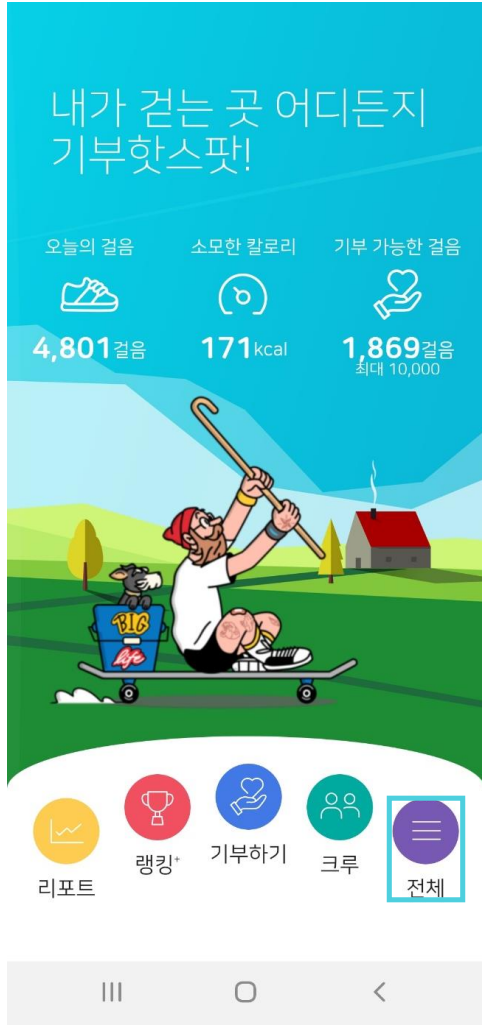 내가 걷는 곳 어디든지
기부핫스팟!
오늘의 걸음 소모한 칼로리 기부 가능한 걸음
4,801걸음 171kcal 1,869걸음
최대 10,000
BIG
life
리포트 랭킹+ 기부하기 크루 전체